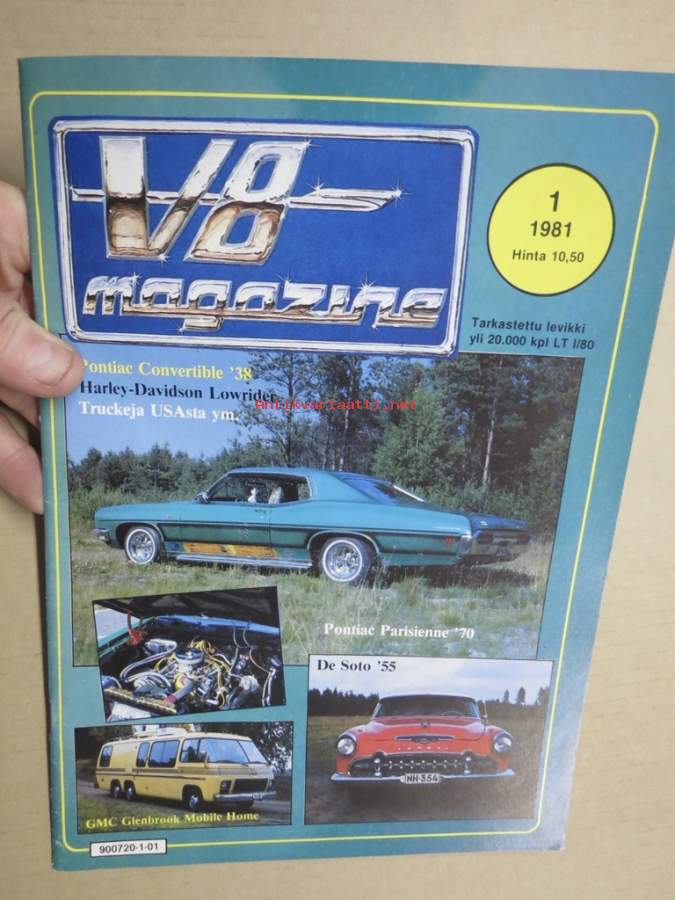 V8
magazine
1
1981
Hinta 10,50
Tarkastettu levikki
yli 20.000 kpl LT I/80
Pontiac Convertible '38
Harley-Davidson Lowrider
Truckeja USAsta ym.
Antikvariaatti.net
Pontiac Parisienne '70
De Soto '55
HH-354
GMC Glenbrook Mobile Home
900720-1-01